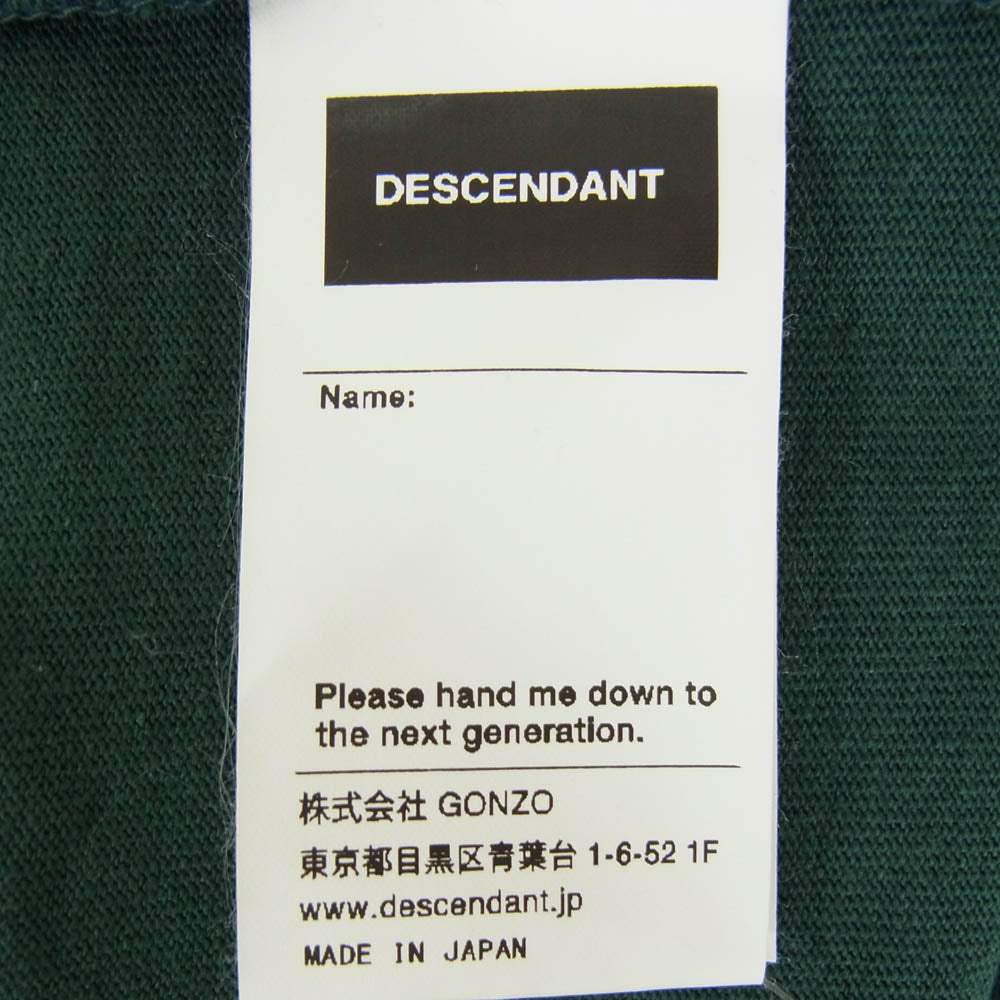 DESCENDANT
Name:
Please hand me down to
the next generation.
株式会社 GONZO
東京都目黒区青葉台 1-6-52 1F
www.descendant.jp
MADE IN JAPAN